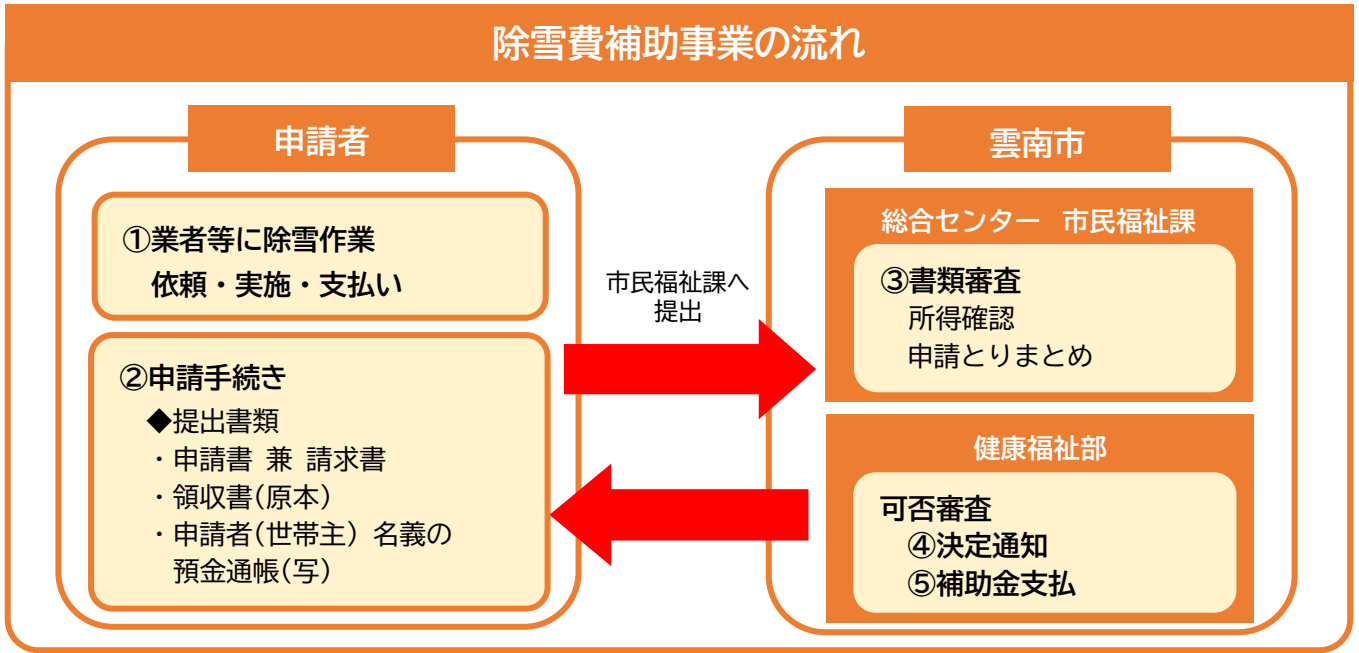 除雪費補助事業の流れ
申請者
①業者等に除雪作業
依頼・実施・支払い
②申請手続き
◆提出書類
・申請書 兼 請求書
・領収書(原本)
・申請者(世帯主) 名義の
預金通帳(写)
市民福祉課へ
提出
雲南市
総合センター 市民福祉課
③書類審査
所得確認
申請とりまとめ
健康福祉部
可否審査
④決定通知
⑤補助金支払